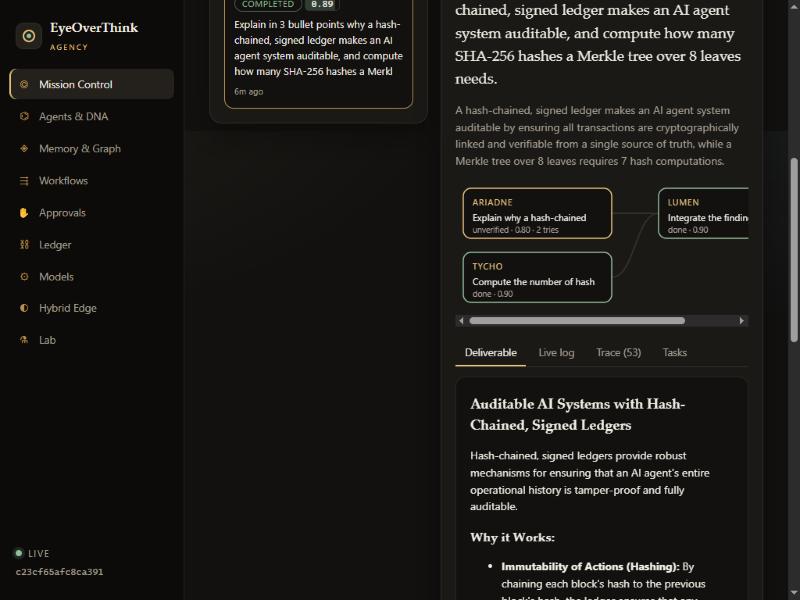 EyeOverThink
AGENCY
Mission Control
Agents & DNA
Memory & Graph
Workflows
Approvals
Ledger
Models
Hybrid Edge
Lab
LIVE
c23cf65afc8ca391
COMPLETED 0.89
Explain in 3 bullet points why a hash-
chained, signed ledger makes an AI
agent system auditable, and compute
how many SHA-256 hashes a Merkl
6m ago
chained, signed ledger makes an AI agent
system auditable, and compute how many
SHA-256 hashes a Merkle tree over 8 leaves
needs.
A hash-chained, signed ledger makes an AI agent system
auditable by ensuring all transactions are cryptographically
linked and verifiable from a single source of truth, while a
Merkle tree over 8 leaves requires 7 hash computations.
ARIADNE
Explain why a hash-chained
unverified · 0.80 · 2 tries
LUMEN
Integrate the findin
done · 0.90
TYCHO
Compute the number of hash
done · 0.90
Deliverable Live log Trace (53) Tasks
Auditable AI Systems with Hash-
Chained, Signed Ledgers
Hash-chained, signed ledgers provide robust
mechanisms for ensuring that an AI agent's entire
operational history is tamper-proof and fully
auditable.
Why it Works:
• Immutability of Actions (Hashing): By
chaining each block's hash to the previous
block's hash, the ledger ensures that any